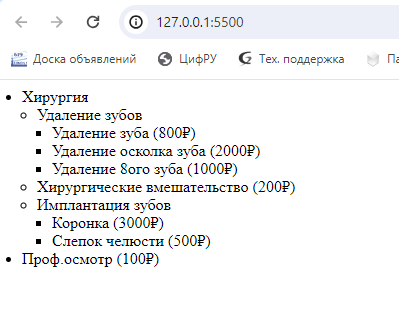 127.0.0.1:5500
Доска объявлений ЦифРУ Тех. поддержка
Хирургия
Удаление зубов
Удаление зуба (800₽)
Удаление осколка зуба (2000₽)
Удаление 8ого зуба (1000₽)
Хирургические вмешательство (200₽)
Имплантация зубов
Коронка (3000₽)
Слепок челюсти (500₽)
Проф.осмотр (100₽)